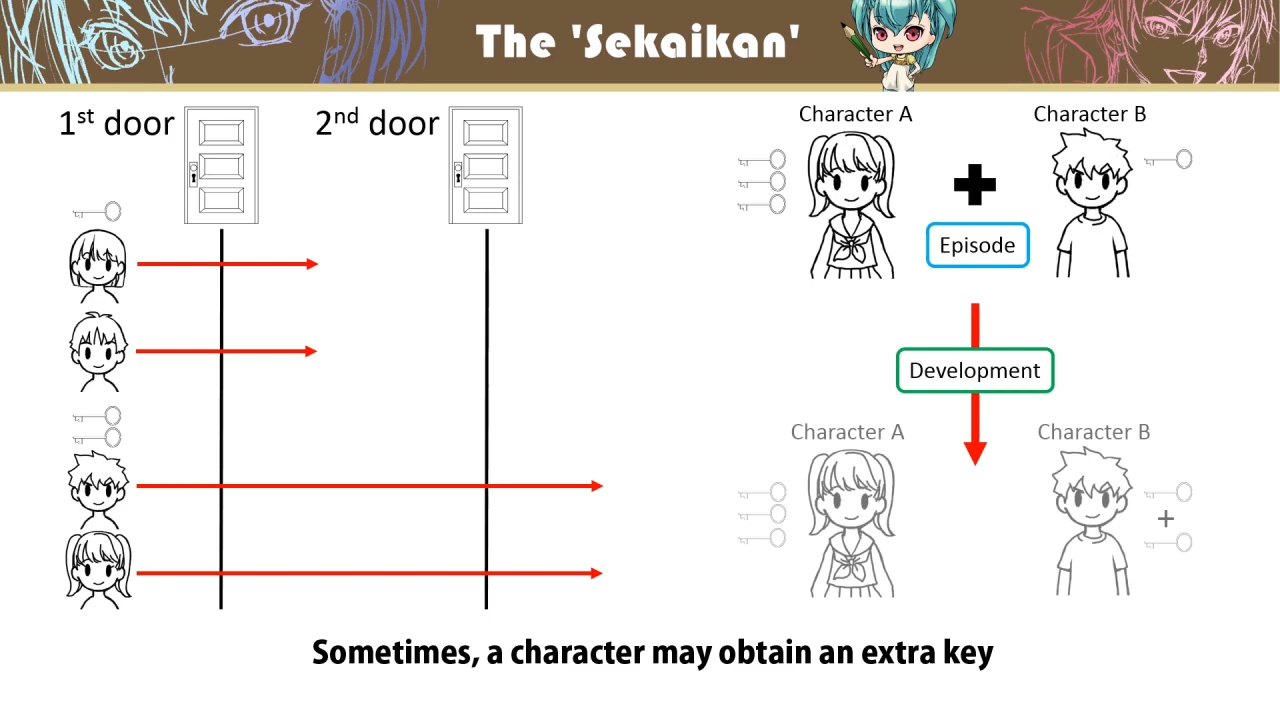 The 'Sekaikan'
1st door
2nd door
Character A
Character B
Episode
Development
Character A
Character B
Sometimes, a character may obtain an extra key